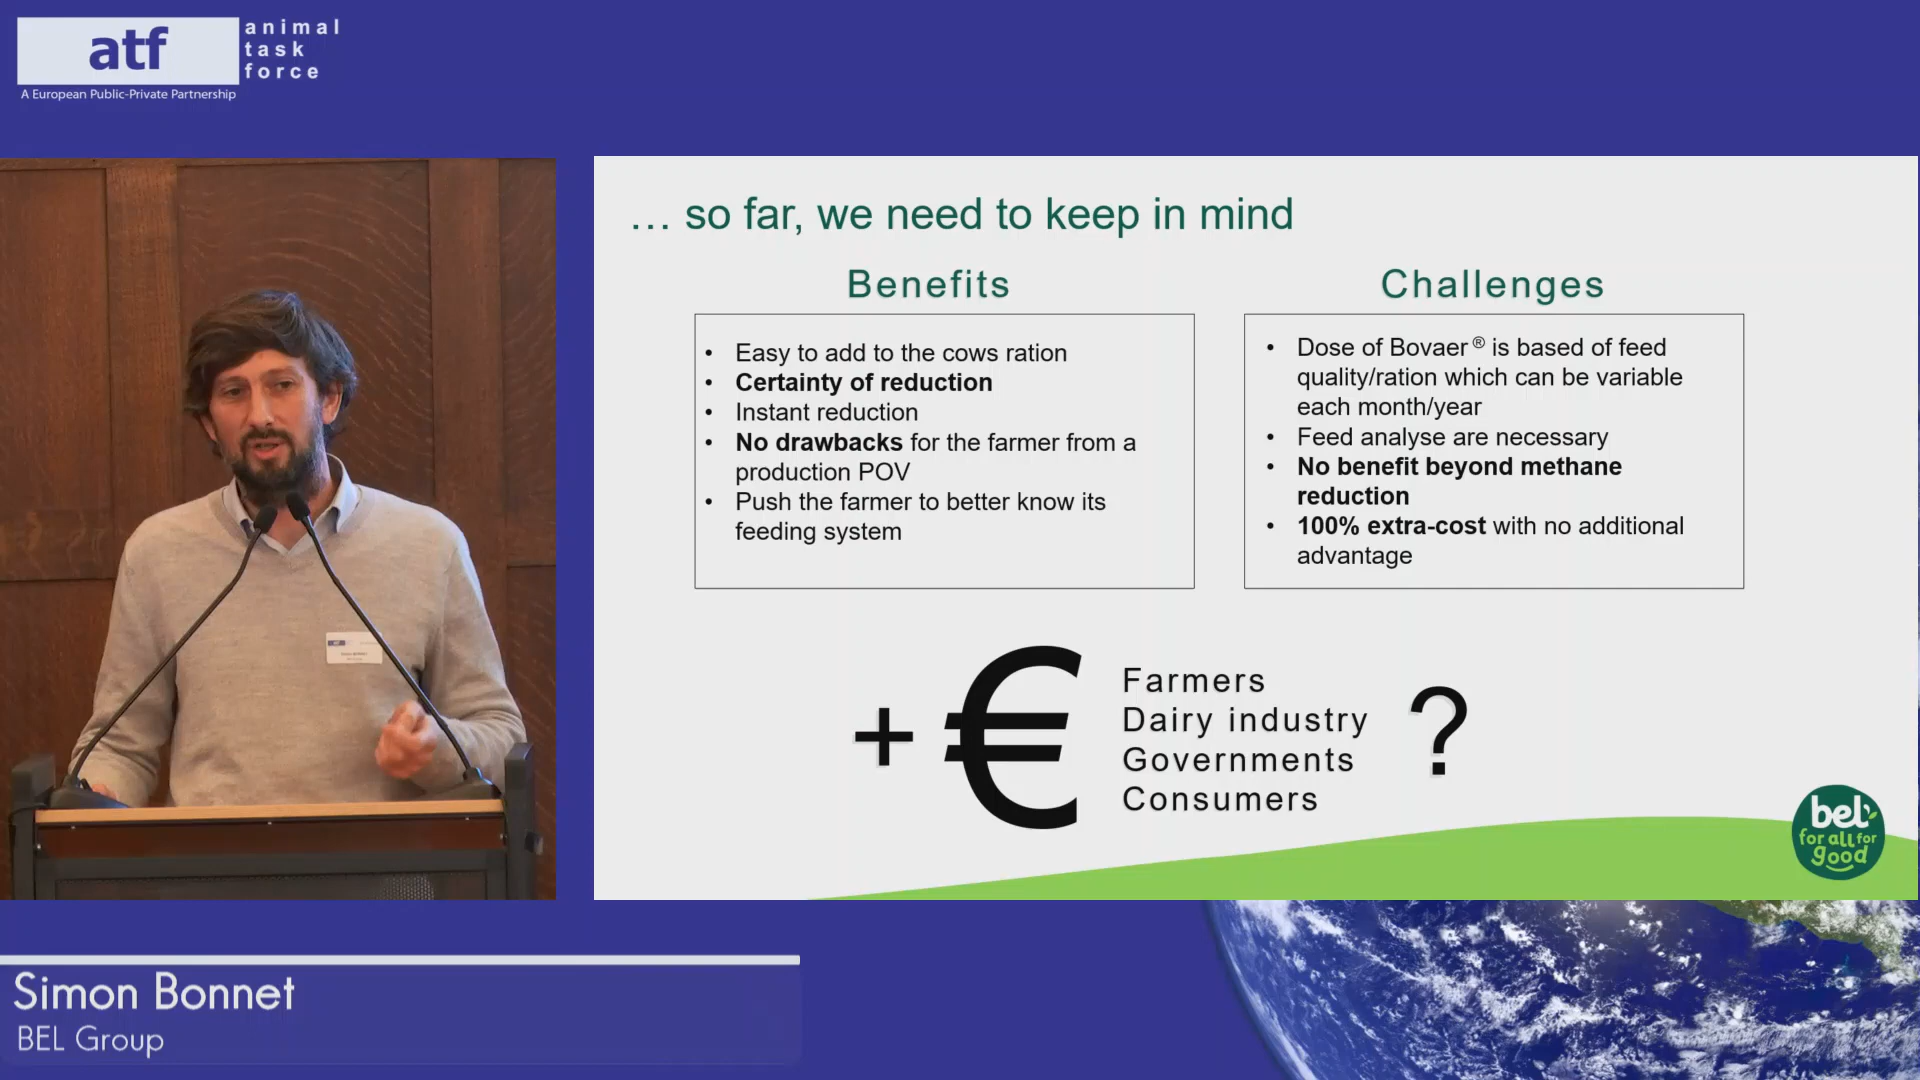 atf
animal
task
force
A European Public-Private Partnership
… so far, we need to keep in mind
Benefits
• Easy to add to the cows ration
• Certainty of reduction
• Instant reduction
• No drawbacks for the farmer from a
production POV
• Push the farmer to better know its
feeding system
Challenges
• Dose of Bovaer® is based of feed
quality/ration which can be variable
each month/year
• Feed analyse are necessary
• No benefit beyond methane
reduction
• 100% extra-cost with no additional
advantage
+ €
Farmers
Dairy industry
Governments
Consumers
?
bel
for all for
good
Simon Bonnet
BEL Group